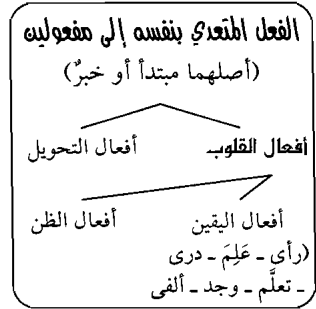 الفعل المتعدي بنفسه إلى مفعولين
(أصلهما مبتدأ أو خبرٌ)
أفعال القلوب أفعال التحويل
أفعال اليقين أفعال الظن
(رأى ـ عَلِمَ ـ درى
ـ تعلَّم ـ وجد ـ ألفى